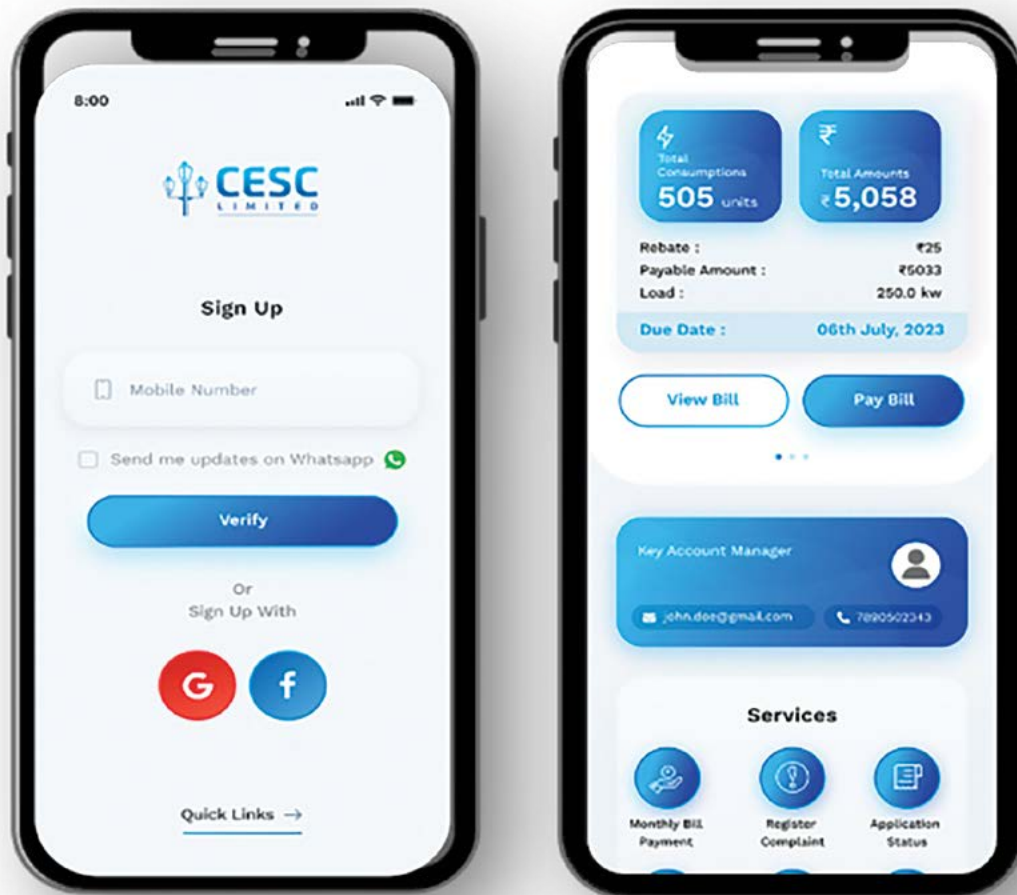 8:00
CESC
LIMITED
Sign Up
Mobile Number
Send me updates on Whatsapp
Verify
Or
Sign Up With
G
f
Quick Links →
Total
Consumptions
505 units
₹
Total Amounts
₹5,058
Rebate : ₹25
Payable Amount : ₹5033
Load : 250.0 kw
Due Date : 06th July, 2023
View Bill
Pay Bill
Key Account Manager
john.doe@gmail.com
7890502343
Services
Monthly Bill
Payment
Register
Complaint
Application
Status